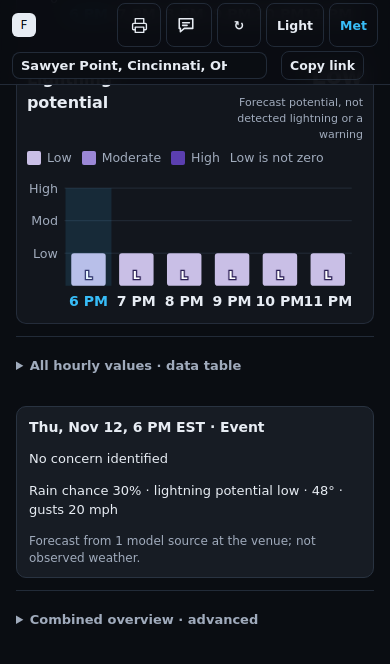 F
↻
Light
Met
Sawyer Point, Cincinnati, OH
Copy link
potential
Forecast potential, not
detected lightning or a
warning
Low
Moderate
High
Low is not zero
High
Mod
Low
L
L
L
L
L
L
6 PM
7 PM
8 PM
9 PM
10 PM
11 PM
All hourly values · data table
Thu, Nov 12, 6 PM EST · Event
No concern identified
Rain chance 30% · lightning potential low · 48° ·
gusts 20 mph
Forecast from 1 model source at the venue; not
observed weather.
Combined overview · advanced